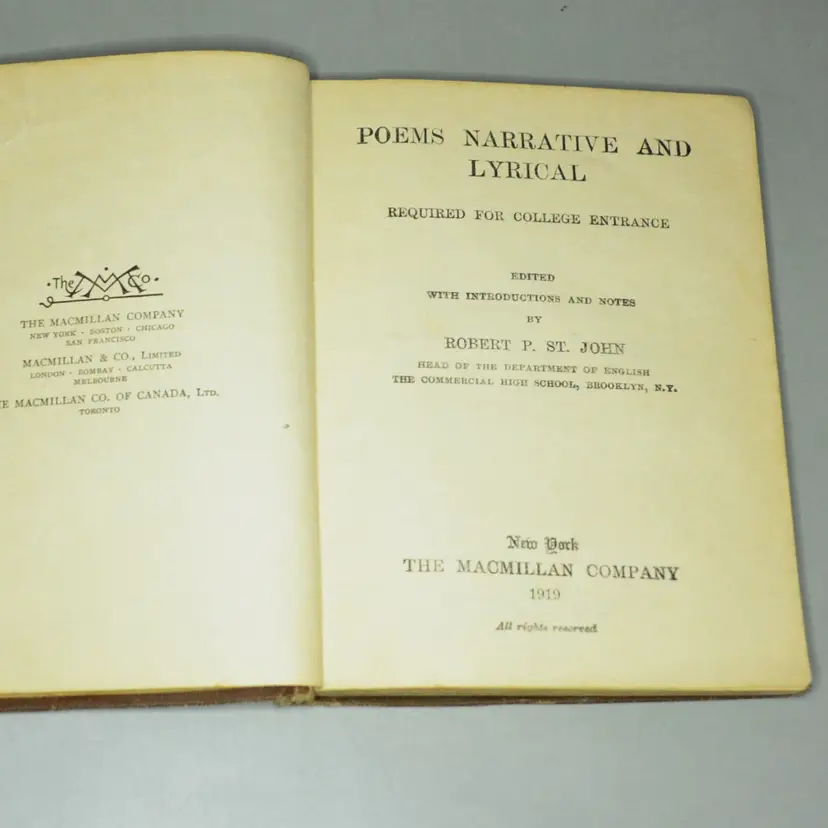 The MM Co.
THE MACMILLAN COMPANY
NEW YORK · BOSTON · CHICAGO
SAN FRANCISCO
MACMILLAN & CO., LIMITED
LONDON · BOMBAY · CALCUTTA
MELBOURNE
E MACMILLAN CO. OF CANADA, LTD.
TORONTO
POEMS NARRATIVE AND
LYRICAL
REQUIRED FOR COLLEGE ENTRANCE
EDITED
WITH INTRODUCTIONS AND NOTES
BY
ROBERT P. ST. JOHN
HEAD OF THE DEPARTMENT OF ENGLISH
THE COMMERCIAL HIGH SCHOOL, BROOKLYN, N.Y.
New York
THE MACMILLAN COMPANY
1919
All rights reserved